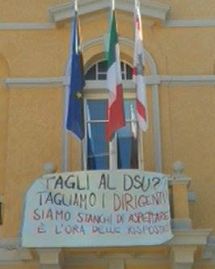 TAGLI AL DSU?
TAGLIAMO I DIRIGENTI
SIAMO STANCHI DI ASPETTARE
È L'ORA DELLE RISPOSTE